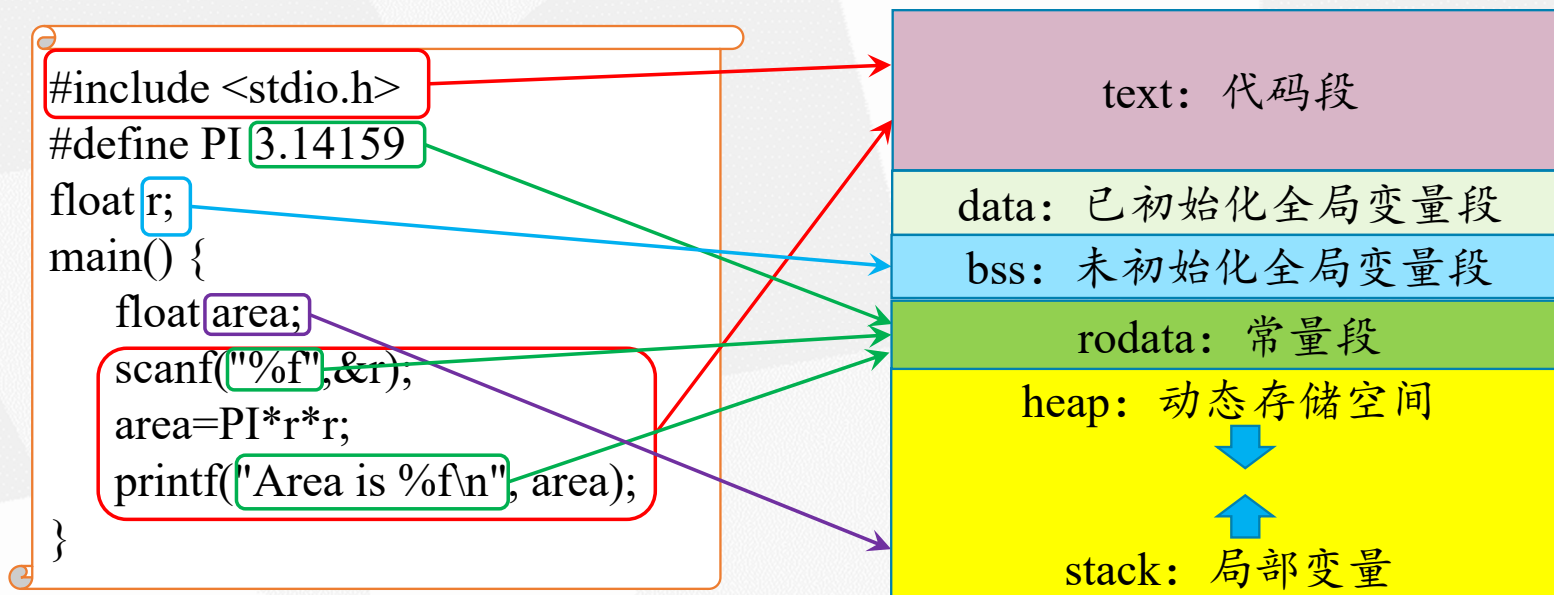 #include <stdio.h>
#define PI 3.14159
float r;
main() {
float area;
scanf("%f",&r);
area=PI*r*r;
printf("Area is %f\n", area);
}
text：代码段
data：已初始化全局变量段
bss：未初始化全局变量段
rodata：常量段
heap：动态存储空间
stack：局部变量